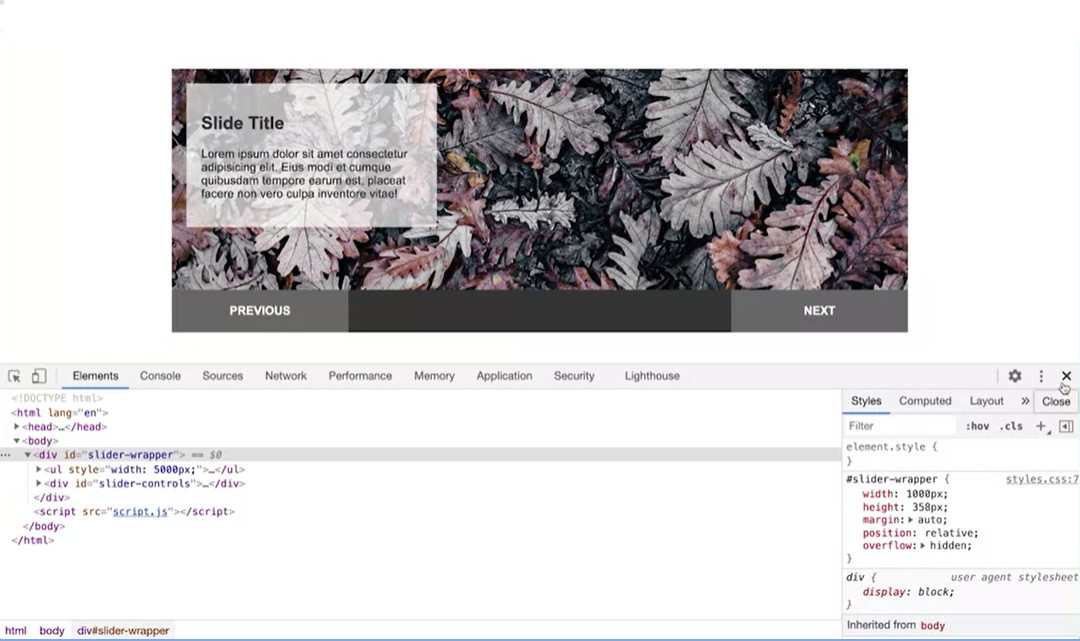 Slide Title
Lorem ipsum dolor sit amet consectetur
adipisicing elit. Eius modi et cumque
quibusdam tempore earum est, placeat
facere non vero culpa inventore vitae!
PREVIOUS NEXT
Elements Console Sources Network Performance Memory Application Security Lighthouse
<!DOCTYPE html>
<html lang="en">
<head>…</head>
<body>
<div id="slider-wrapper"> == $0
<ul style="width: 5000px;">…</ul>
<div id="slider-controls">…</div>
</div>
<script src="script.js"></script>
</body>
</html>
html body div#slider-wrapper
Styles Computed Layout » Close
Filter :hov .cls +
element.style {
}
#slider-wrapper { styles.css:7
width: 1000px;
height: 358px;
margin: auto;
position: relative;
overflow: hidden;
}
div { user agent stylesheet
display: block;
}
Inherited from body